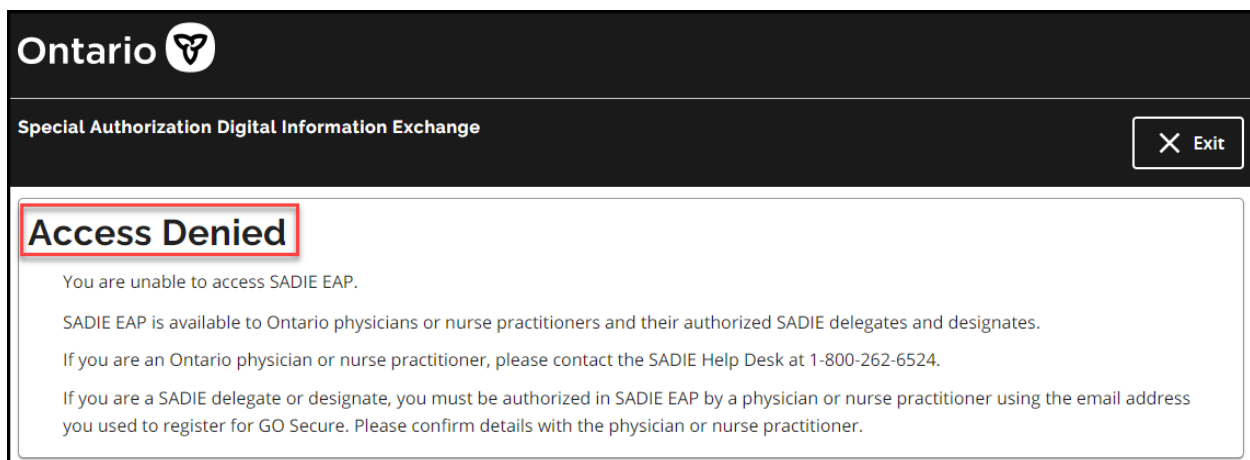 Ontario
Special Authorization Digital Information Exchange
Exit
Access Denied
You are unable to access SADIE EAP.
SADIE EAP is available to Ontario physicians or nurse practitioners and their authorized SADIE delegates and designates.
If you are an Ontario physician or nurse practitioner, please contact the SADIE Help Desk at 1-800-262-6524.
If you are a SADIE delegate or designate, you must be authorized in SADIE EAP by a physician or nurse practitioner using the email address
you used to register for GO Secure. Please confirm details with the physician or nurse practitioner.